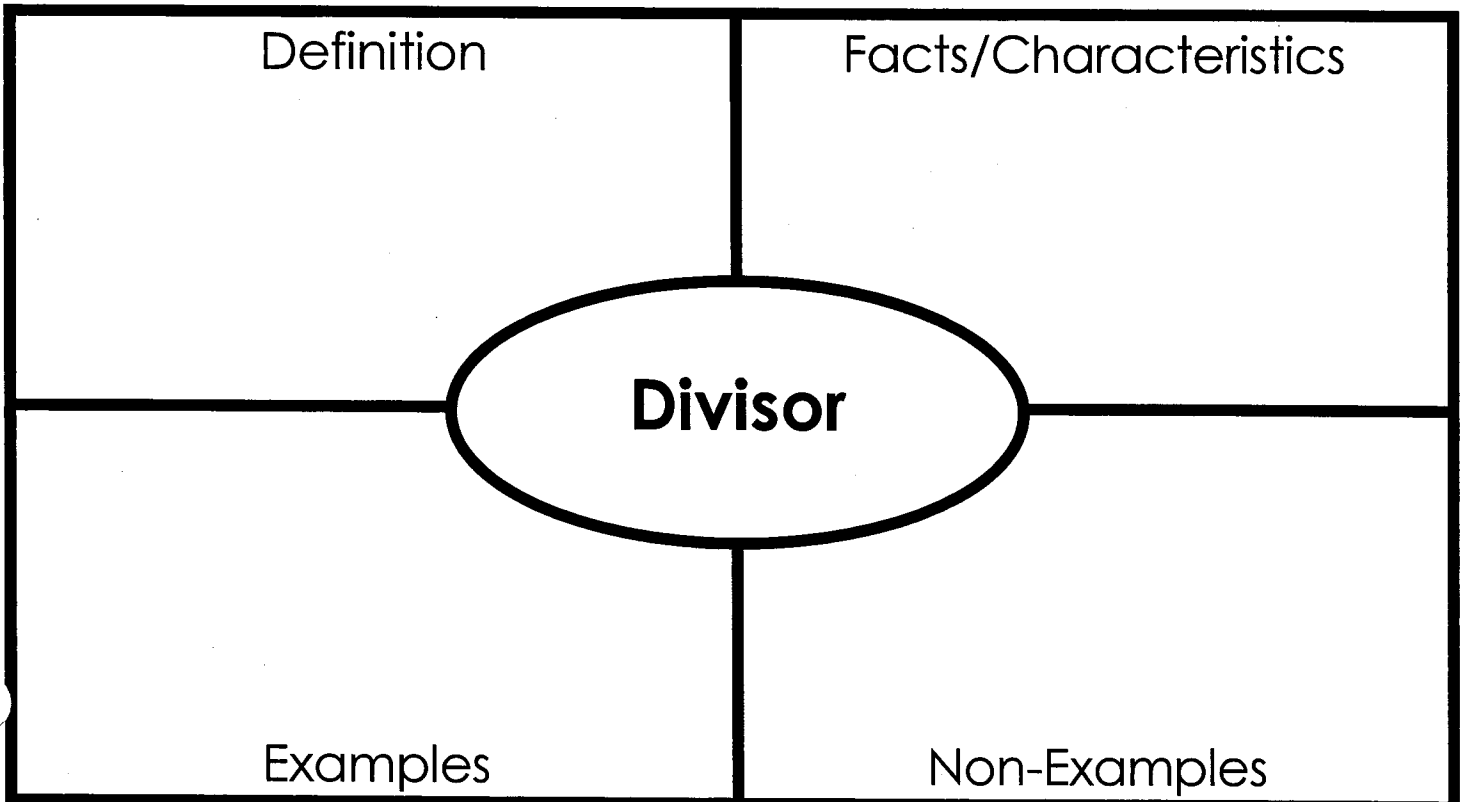 Definition
Facts/Characteristics
Divisor
Examples
Non-Examples